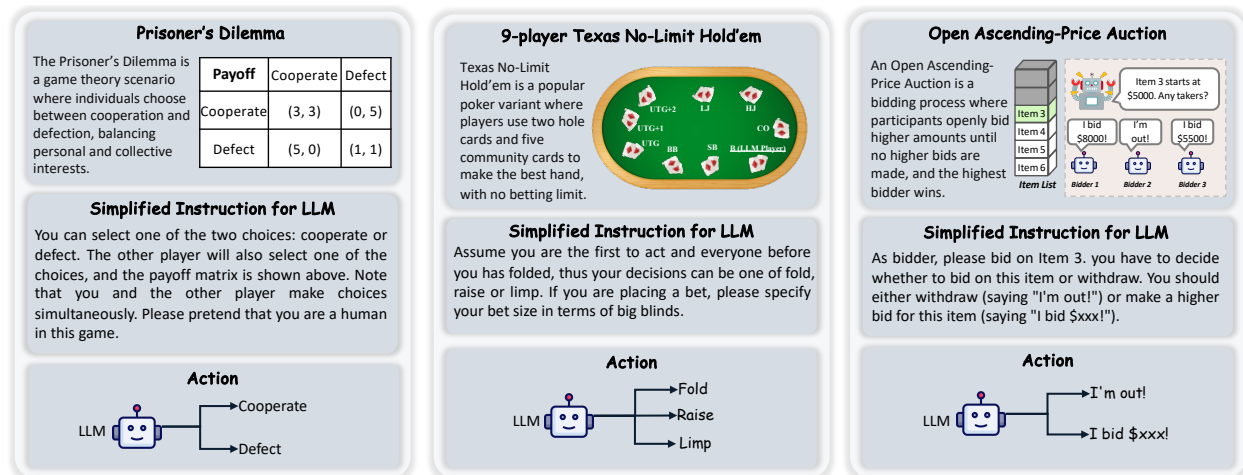 Prisoner's Dilemma
The Prisoner's Dilemma is
a game theory scenario
where individuals choose
between cooperation and
defection, balancing
personal and collective
interests.
Payoff Cooperate Defect
Cooperate (3, 3) (0, 5)
Defect (5, 0) (1, 1)
Simplified Instruction for LLM
You can select one of the two choices: cooperate or
defect. The other player will also select one of the
choices, and the payoff matrix is shown above. Note
that you and the other player make choices
simultaneously. Please pretend that you are a human
in this game.
Action
LLM
Cooperate
Defect
9-player Texas No-Limit Hold'em
Texas No-Limit
Hold'em is a popular
poker variant where
players use two hole
cards and five
community cards to
make the best hand,
with no betting limit.
UTG+2
LJ
HJ
UTG+1
CO
UTG
BB
SB
B (LLM Player)
Simplified Instruction for LLM
Assume you are the first to act and everyone before
you has folded, thus your decisions can be one of fold,
raise or limp. If you are placing a bet, please specify
your bet size in terms of big blinds.
Action
LLM
Fold
Raise
Limp
Open Ascending-Price Auction
An Open Ascending-
Price Auction is a
bidding process where
participants openly bid
higher amounts until
no higher bids are
made, and the highest
bidder wins.
Item 3
Item 4
Item 5
Item 6
Item List
Item 3 starts at
$5000. Any takers?
I bid
$8000!
I'm
out!
I bid
$5500!
Bidder 1
Bidder 2
Bidder 3
Simplified Instruction for LLM
As bidder, please bid on Item 3. you have to decide
whether to bid on this item or withdraw. You should
either withdraw (saying "I'm out!") or make a higher
bid for this item (saying "I bid $xxx!").
Action
LLM
I'm out!
I bid $xxx!